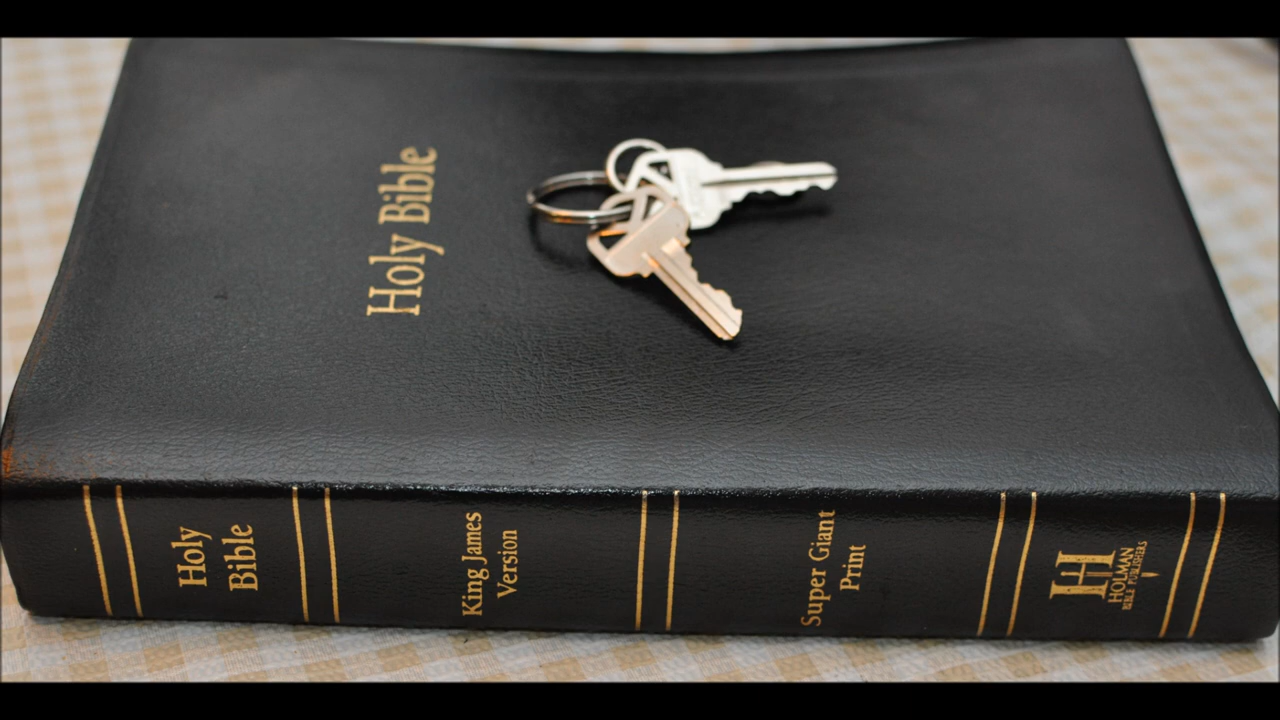 Holy Bible
Holy
Bible
King James
Version
Super Giant
Print
H
HOLMAN
BIBLE PUBLISHERS